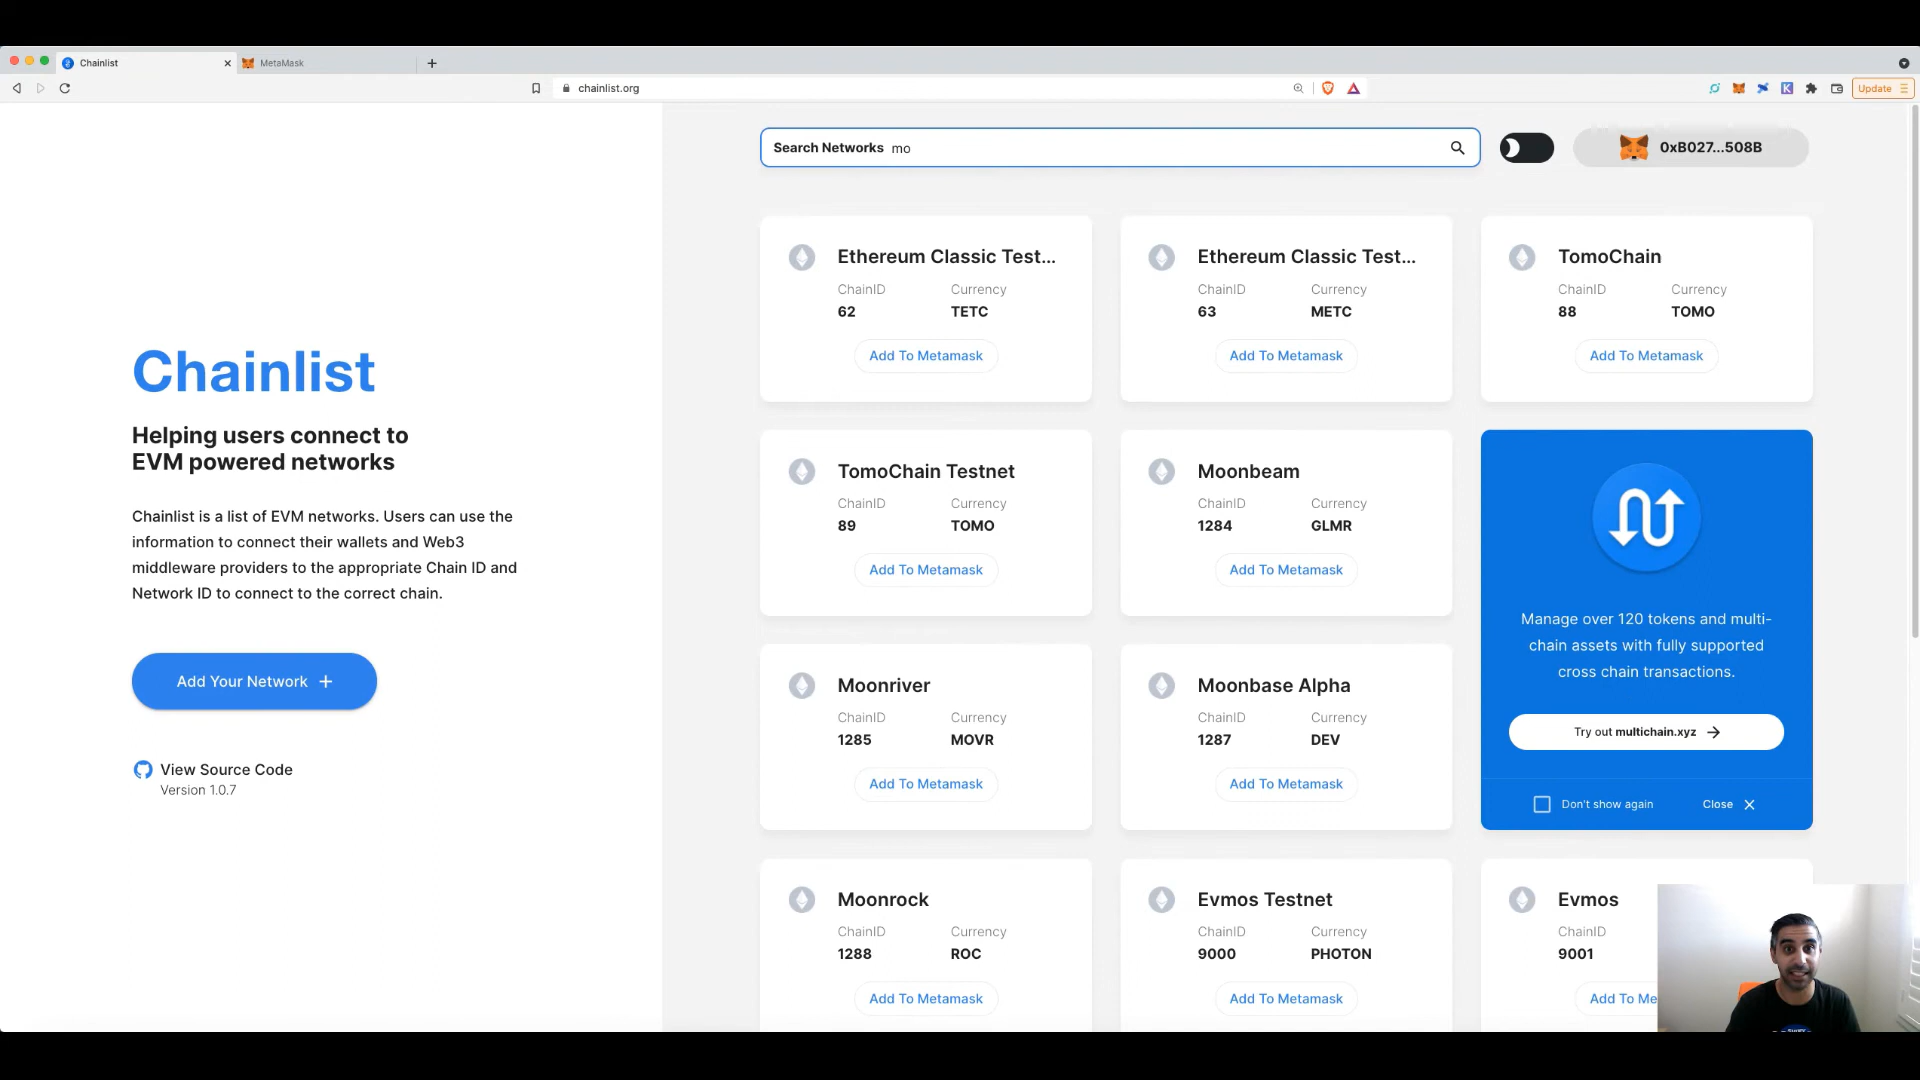 Chainlist
MetaMask
chainlist.org
Update
Search Networks mo
0xB027...508B
Chainlist
Helping users connect to
EVM powered networks
Chainlist is a list of EVM networks. Users can use the
information to connect their wallets and Web3
middleware providers to the appropriate Chain ID and
Network ID to connect to the correct chain.
Add Your Network
View Source Code
Version 1.0.7
Ethereum Classic Test...
ChainID Currency
62 TETC
Add To Metamask
Ethereum Classic Test...
ChainID Currency
63 METC
Add To Metamask
TomoChain
ChainID Currency
88 TOMO
Add To Metamask
TomoChain Testnet
ChainID Currency
89 TOMO
Add To Metamask
Moonbeam
ChainID Currency
1284 GLMR
Add To Metamask
Manage over 120 tokens and multi-
chain assets with fully supported
cross chain transactions.
Try out multichain.xyz
Don't show again Close
Moonriver
ChainID Currency
1285 MOVR
Add To Metamask
Moonbase Alpha
ChainID Currency
1287 DEV
Add To Metamask
Moonrock
ChainID Currency
1288 ROC
Add To Metamask
Evmos Testnet
ChainID Currency
9000 PHOTON
Add To Metamask
Evmos
ChainID
9001
Add To Me